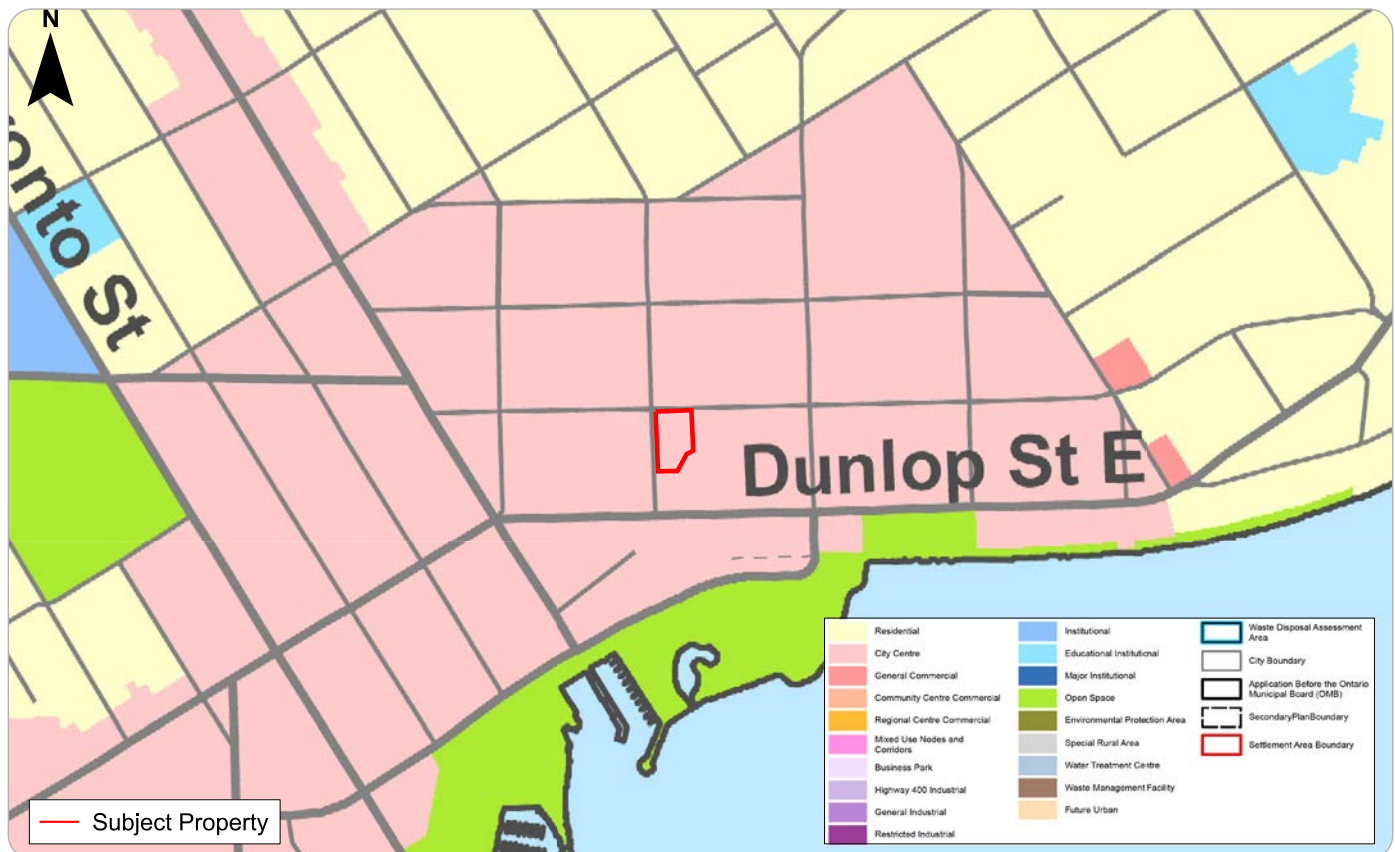 N
onto St
Dunlop St E
Residential
City Centre
General Commercial
Community Centre Commercial
Regional Centre Commercial
Mixed Use Nodes and
Corridors
Business Park
Highway 400 Industrial
General Industrial
Restricted Industrial
Institutional
Educational Institutional
Major Institutional
Open Space
Environmental Protection Area
Special Rural Area
Water Treatment Centre
Waste Management Facility
Future Urban
Waste Disposal Assessment
Area
City Boundary
Application Before the Ontario
Municipal Board (OMB)
SecondaryPlanBoundary
Settlement Area Boundary
Subject Property